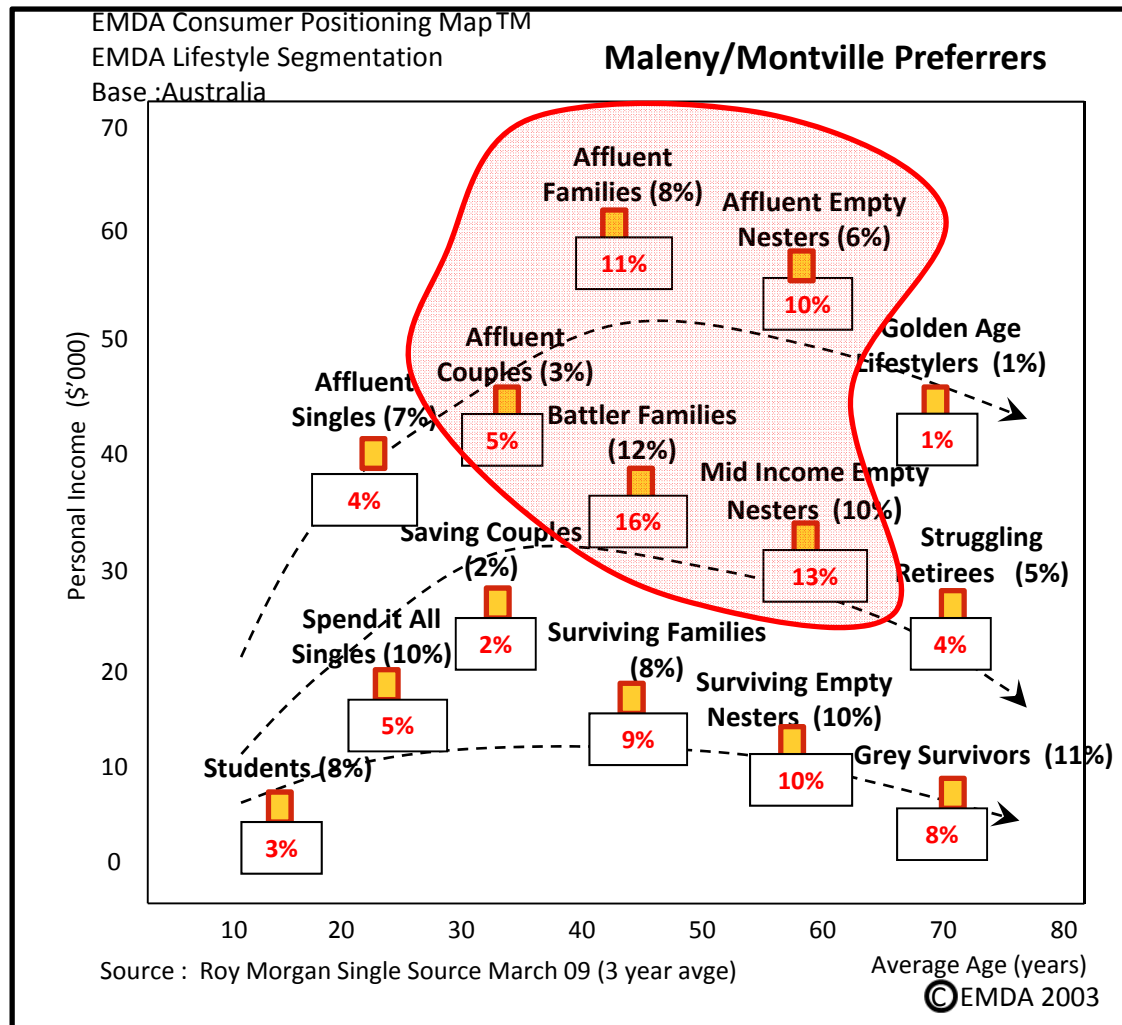 EMDA Consumer Positioning Map TM
EMDA Lifestyle Segmentation
Base :Australia
Maleny/Montville Preferrers
Personal Income ($'000)
70
60
50
40
30
20
10
0
Affluent
Families (8%)
11%
Affluent Empty
Nesters (6%)
10%
Golden Age
Lifestylers (1%)
1%
Affluent
Couples (3%)
5%
Affluent
Singles (7%)
4%
Battler Families
(12%)
16%
Mid Income Empty
Nesters (10%)
13%
Saving Couples
(2%)
2%
Struggling
Retirees (5%)
4%
Spend it All
Singles (10%)
5%
Surviving Families
(8%)
9%
Surviving Empty
Nesters (10%)
10%
Students (8%)
3%
Grey Survivors (11%)
8%
10 20 30 40 50 60 70 80
Average Age (years)
Source : Roy Morgan Single Source March 09 (3 year avge)
©EMDA 2003